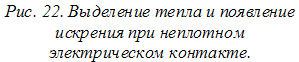 Рис. 22. Выделение тепла и появление
искрения при неплотном
электрическом контакте.